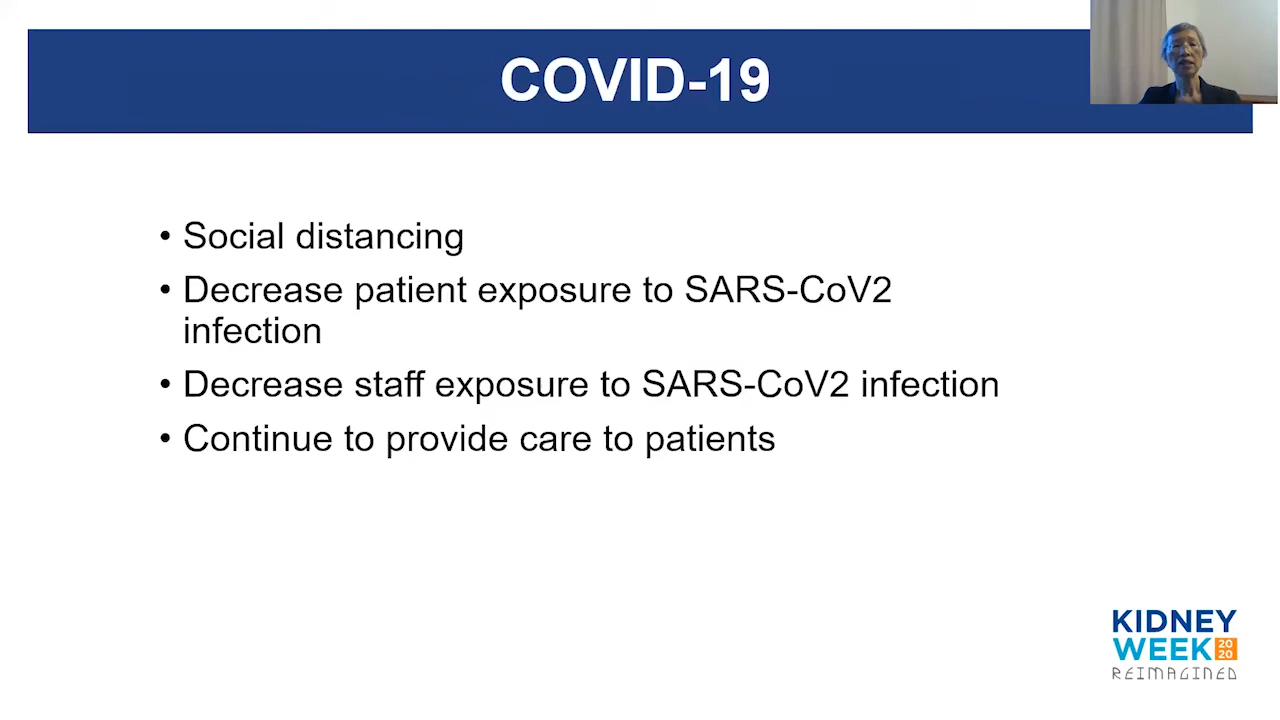 COVID-19
• Social distancing
• Decrease patient exposure to SARS-CoV2
infection
• Decrease staff exposure to SARS-CoV2 infection
• Continue to provide care to patients
KIDNEY
WEEK 2020
REIMAGINED